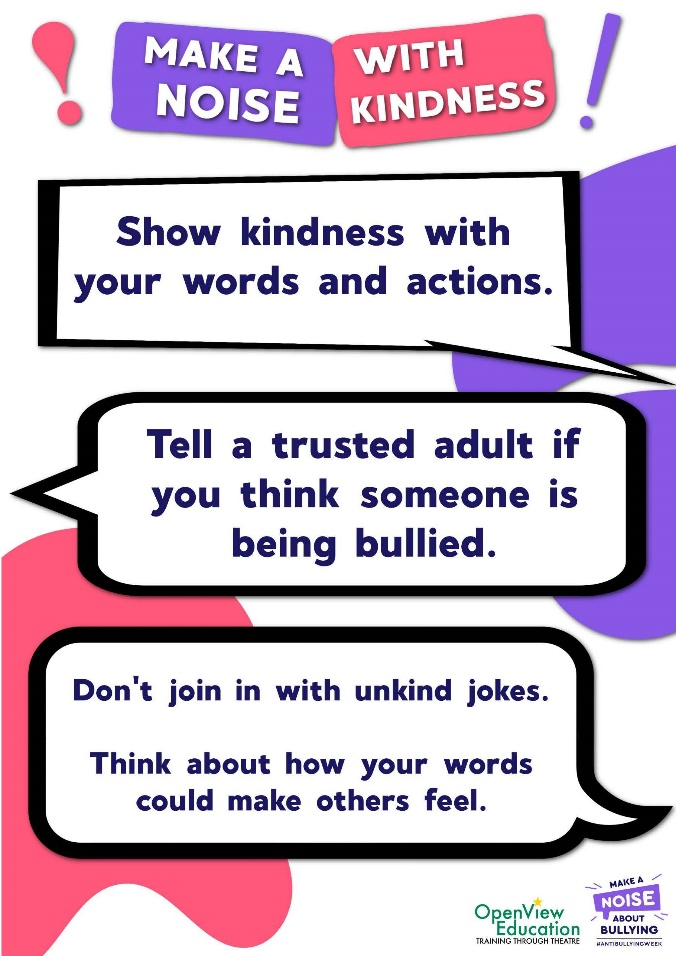 MAKE A
NOISE
WITH
KINDNESS
Show kindness with
your words and actions.
Tell a trusted adult if
you think someone is
being bullied.
Don't join in with unkind jokes.
Think about how your words
could make others feel.
OpenView
Education
TRAINING THROUGH THEATRE
MAKE A
NOISE
ABOUT
BULLYING
#ANTIBULLYINGWEEK